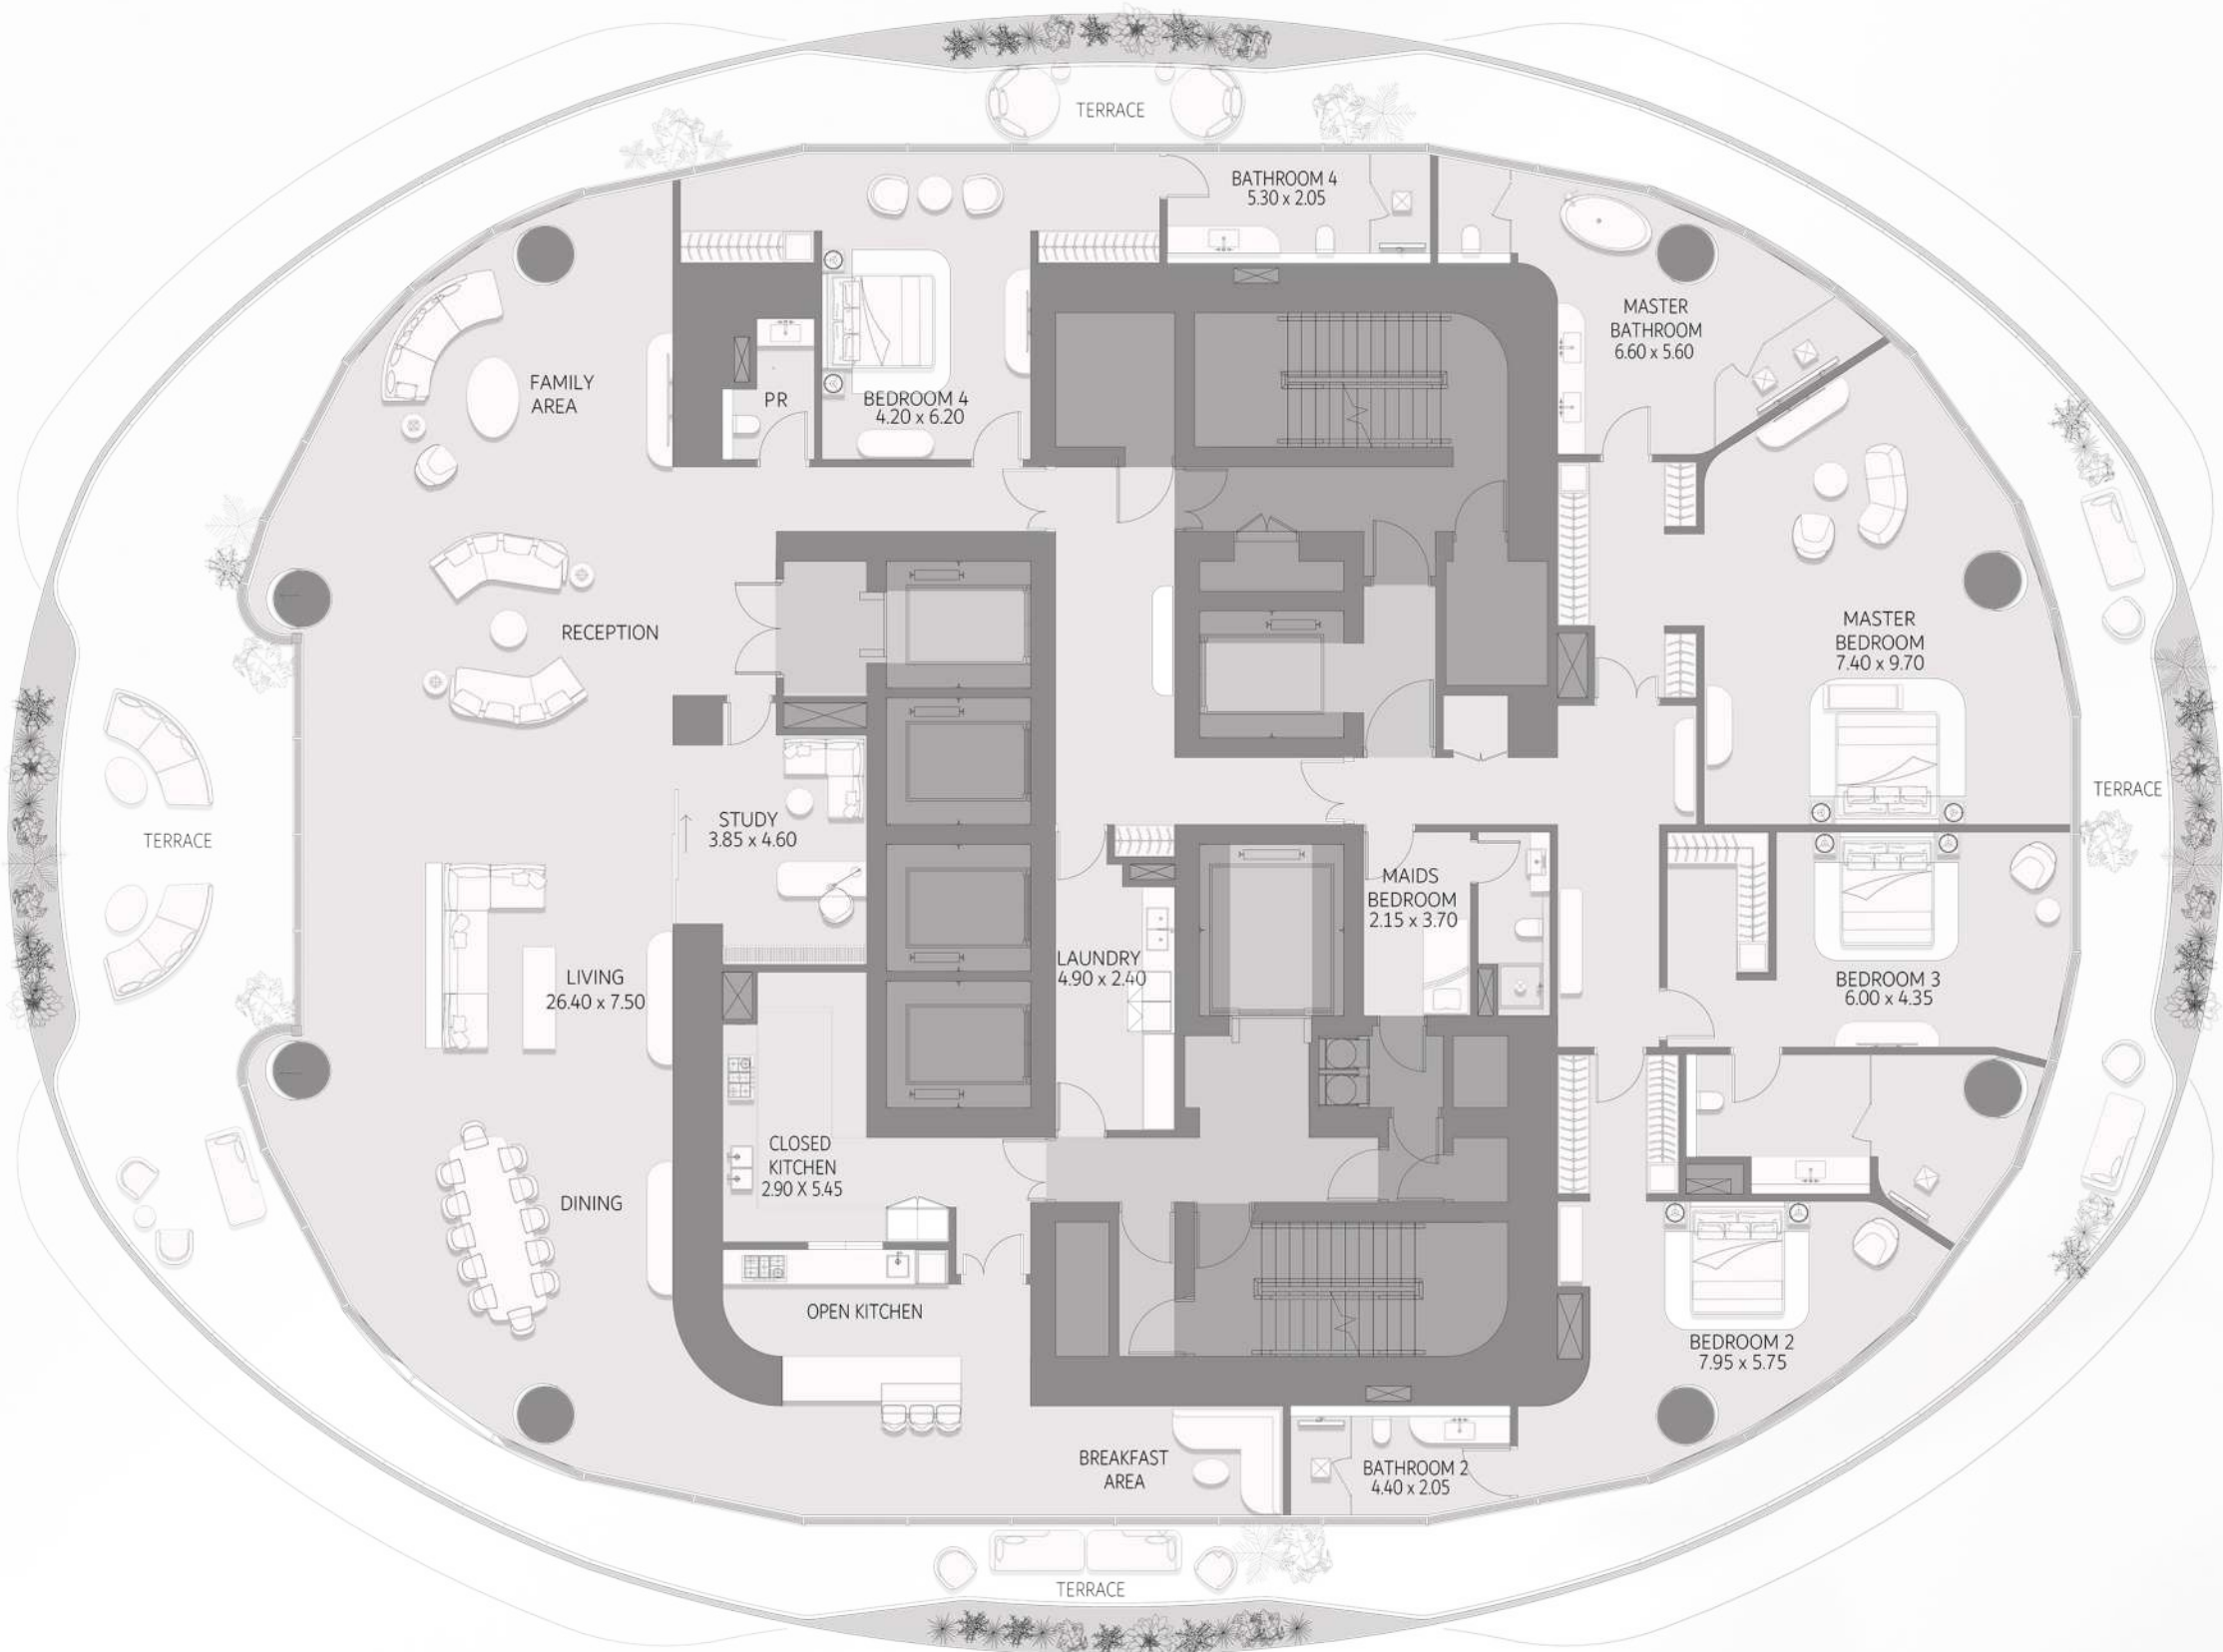 TERRACE
BATHROOM 4
5.30 x 2.05
MASTER
BATHROOM
6.60 x 5.60
FAMILY
AREA
PR
BEDROOM 4
4.20 x 6.20
RECEPTION
MASTER
BEDROOM
7.40 x 9.70
TERRACE
STUDY
3.85 x 4.60
TERRACE
MAIDS
BEDROOM
2.15 x 3.70
LAUNDRY
4.90 x 2.40
LIVING
26.40 x 7.50
BEDROOM 3
6.00 x 4.35
CLOSED
KITCHEN
2.90 X 5.45
DINING
OPEN KITCHEN
BEDROOM 2
7.95 x 5.75
BREAKFAST
AREA
BATHROOM 2
4.40 x 2.05
TERRACE